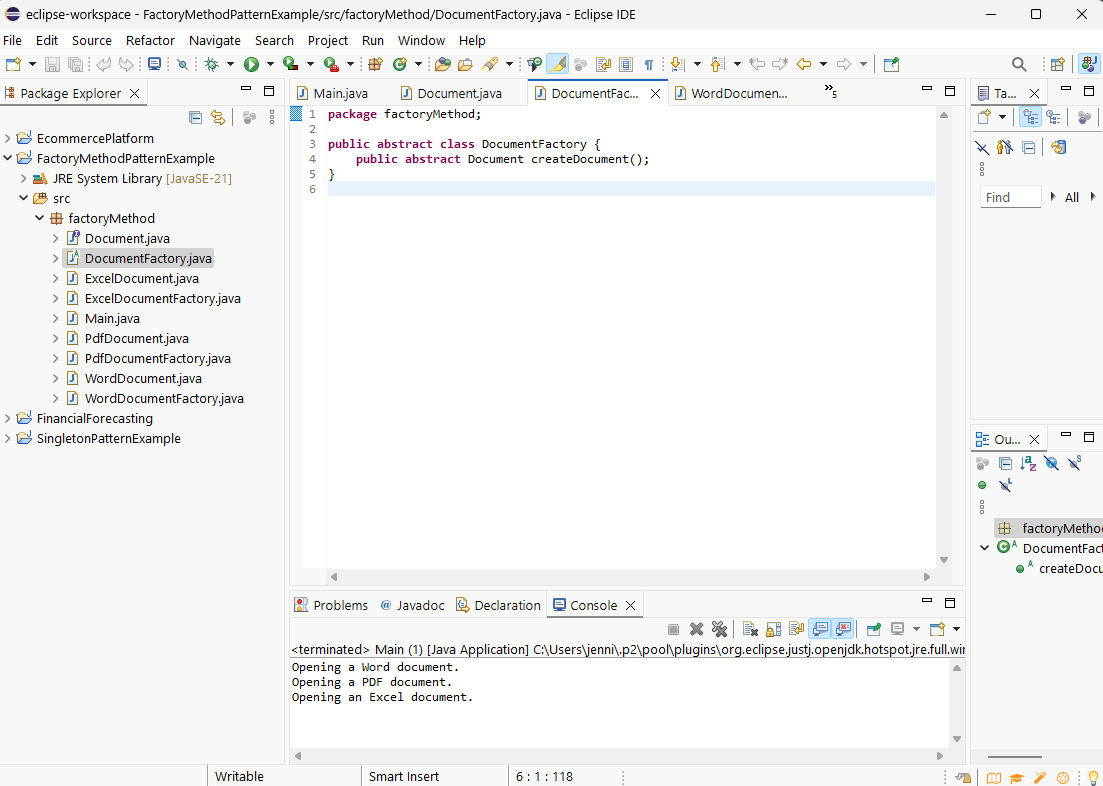 eclipse-workspace - FactoryMethodPatternExample/src/factoryMethod/DocumentFactory.java - Eclipse IDE
File Edit Source Refactor Navigate Search Project Run Window Help
Package Explorer
EcommercePlatform
FactoryMethodPatternExample
JRE System Library [JavaSE-21]
src
factoryMethod
Document.java
DocumentFactory.java
ExcelDocument.java
ExcelDocumentFactory.java
Main.java
PdfDocument.java
PdfDocumentFactory.java
WordDocument.java
WordDocumentFactory.java
FinancialForecasting
SingletonPatternExample
Main.java Document.java DocumentFac... WordDocumen... »5
1 package factoryMethod;
2
3 public abstract class DocumentFactory {
4     public abstract Document createDocument();
5 }
6
Ta...
Find All
Ou...
factoryMetho
DocumentFact
createDocu
Problems @ Javadoc Declaration Console
<terminated> Main (1) [Java Application] C:\Users\jenni\.p2\pool\plugins\org.eclipse.justj.openjdk.hotspot.jre.full.win
Opening a Word document.
Opening a PDF document.
Opening an Excel document.
Writable Smart Insert 6 : 1 : 118